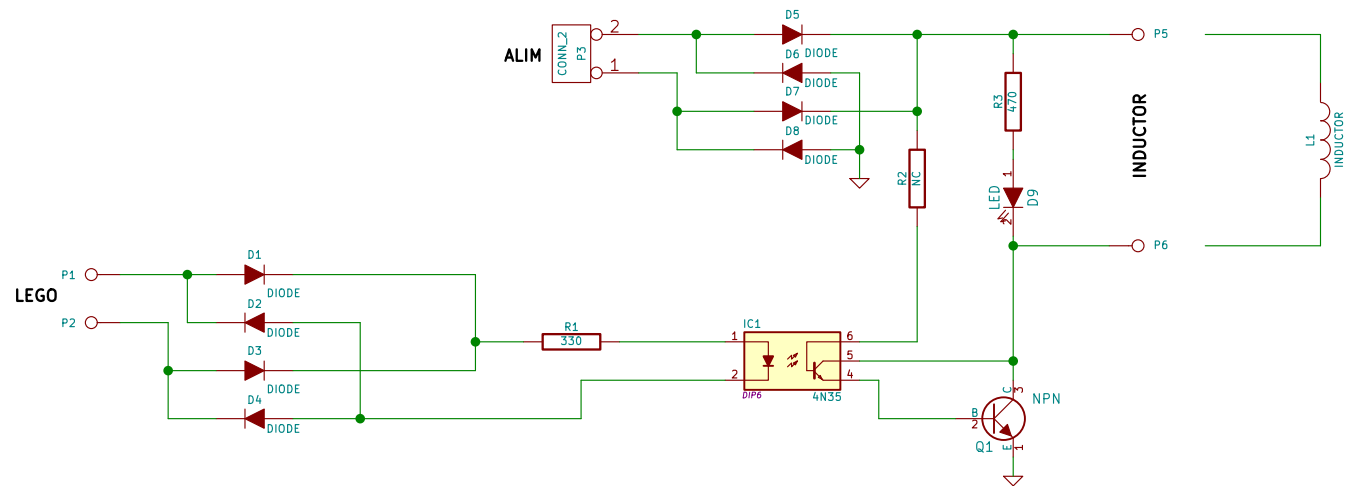 D5
DIODE
2
1
CONN_2
P3
ALIM
D6
DIODE
D7
DIODE
D8
DIODE
P5
R3
470
INDUCTOR
L1
INDUCTOR
R2
NC
1
LED
D9
2
P6
LEGO
P1
P2
D1
DIODE
D2
DIODE
D3
DIODE
D4
DIODE
R1
330
IC1
1
2
6
5
4
DIP6
4N35
C
3
NPN
B
2
Q1
E
1